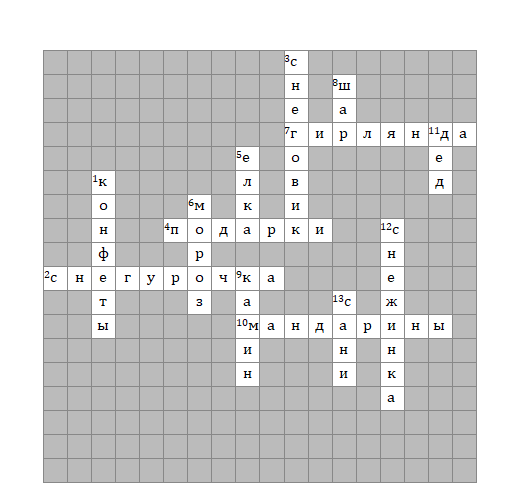 ³с
н ⁸ш
е а
⁷г и р л я н ¹¹д а
⁵е о е
¹к л в д
о ⁶м к и
н ⁴п о д а р к и ¹²с
ф р н
²с н е г у р о ч ⁹к а е
т з а ¹³с ж
ы ¹⁰м а н д а р и н ы
и н н
н и к
а